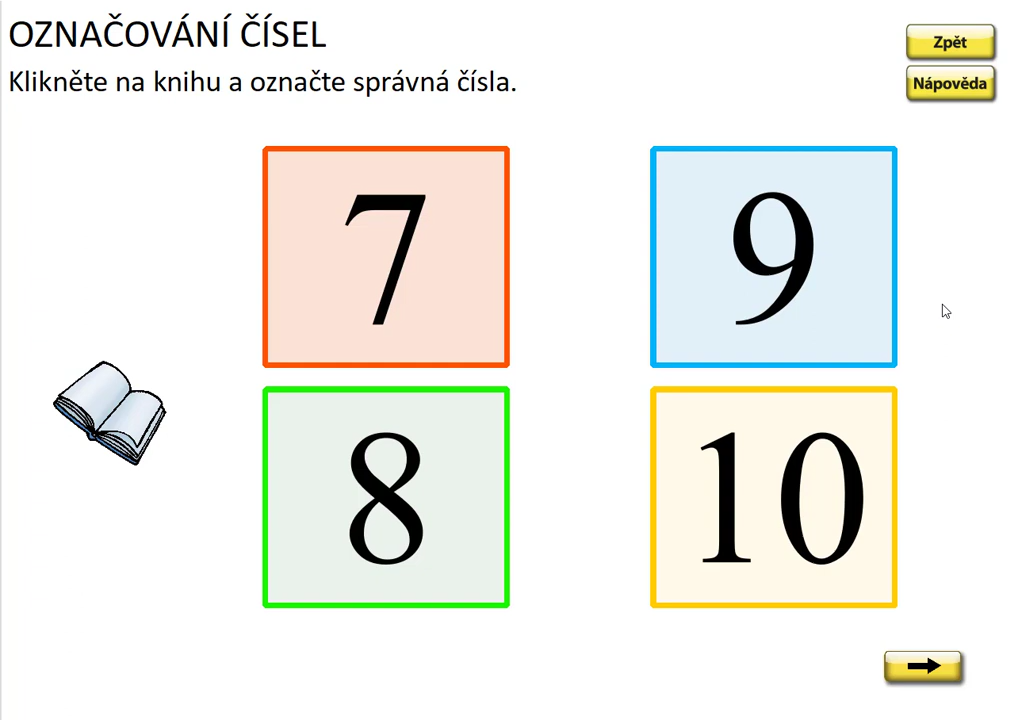 OZNAČOVÁNÍ ČÍSEL
Klikněte na knihu a označte správná čísla.
Zpět
Nápověda
7
9
8
10